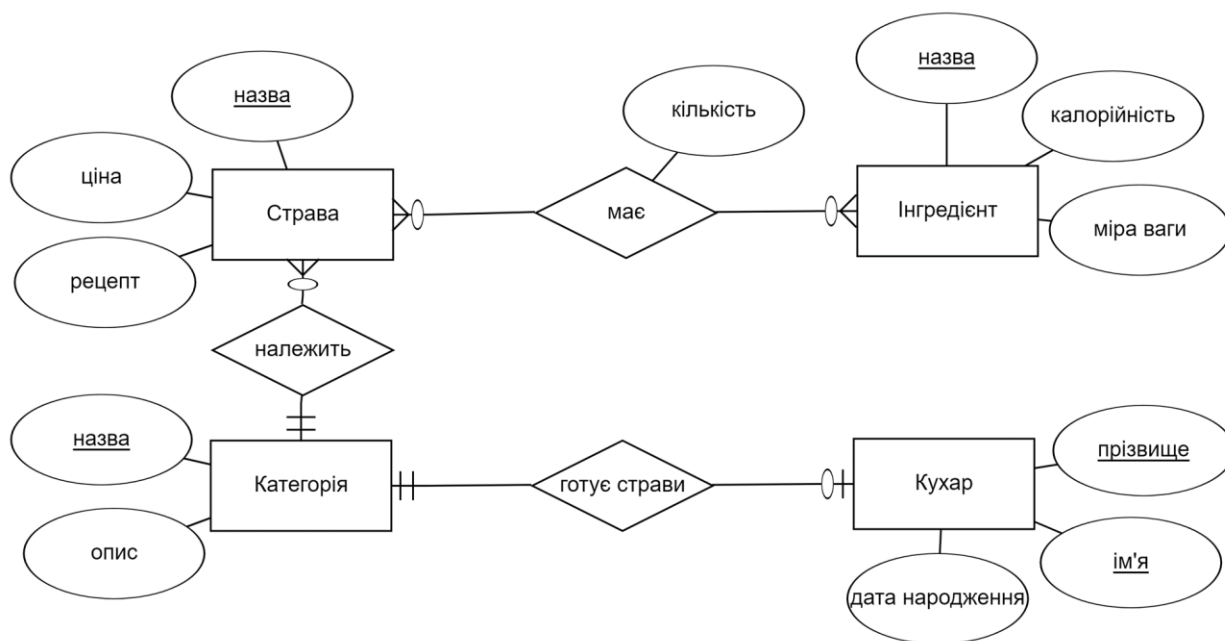 назва
назва
кількість
калорійність
ціна
Страва
має
Інгредієнт
міра ваги
рецепт
належить
назва
прізвище
Категорія
готує страви
Кухар
опис
ім'я
дата народження